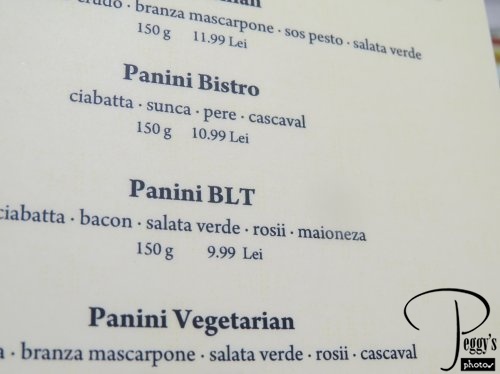 branza mascarpone · sos pesto · salata verde
150 g 11.99 Lei
Panini Bistro
ciabatta · sunca · pere · cascaval
150 g 10.99 Lei
Panini BLT
ciabatta · bacon · salata verde · rosii · maioneza
150 g 9.99 Lei
Panini Vegetarian
· branza mascarpone · salata verde · rosii · cascaval
Peggy's
photos